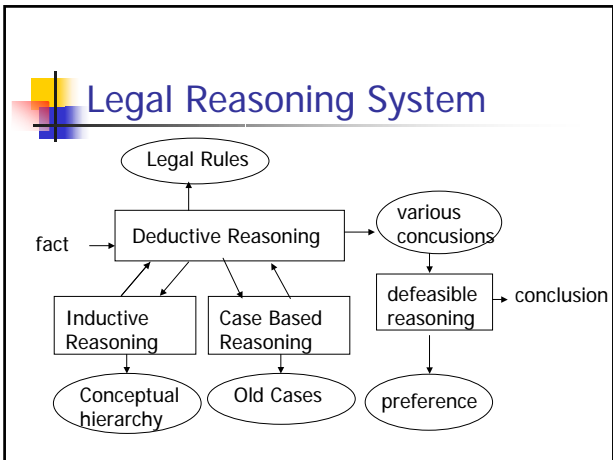 Legal Reasoning System
Legal Rules
fact
Deductive Reasoning
various
concusions
Inductive
Reasoning
Case Based
Reasoning
defeasible
reasoning
conclusion
Conceptual
hierarchy
Old Cases
preference